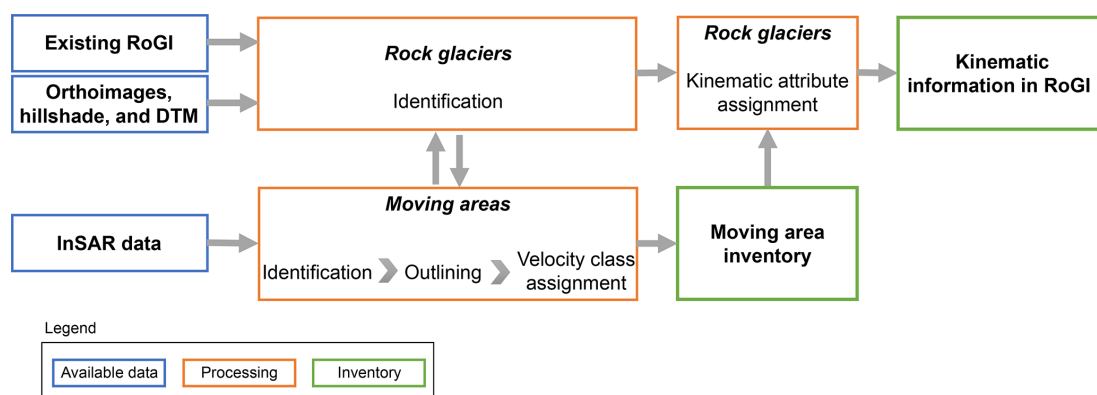 Existing RoGI
Orthoimages,
hillshade, and DTM
Rock glaciers
Identification
Rock glaciers
Kinematic attribute
assignment
Kinematic
information in RoGI
InSAR data
Moving areas
Identification
Outlining
Velocity class
assignment
Moving area
inventory
Legend
Available data
Processing
Inventory